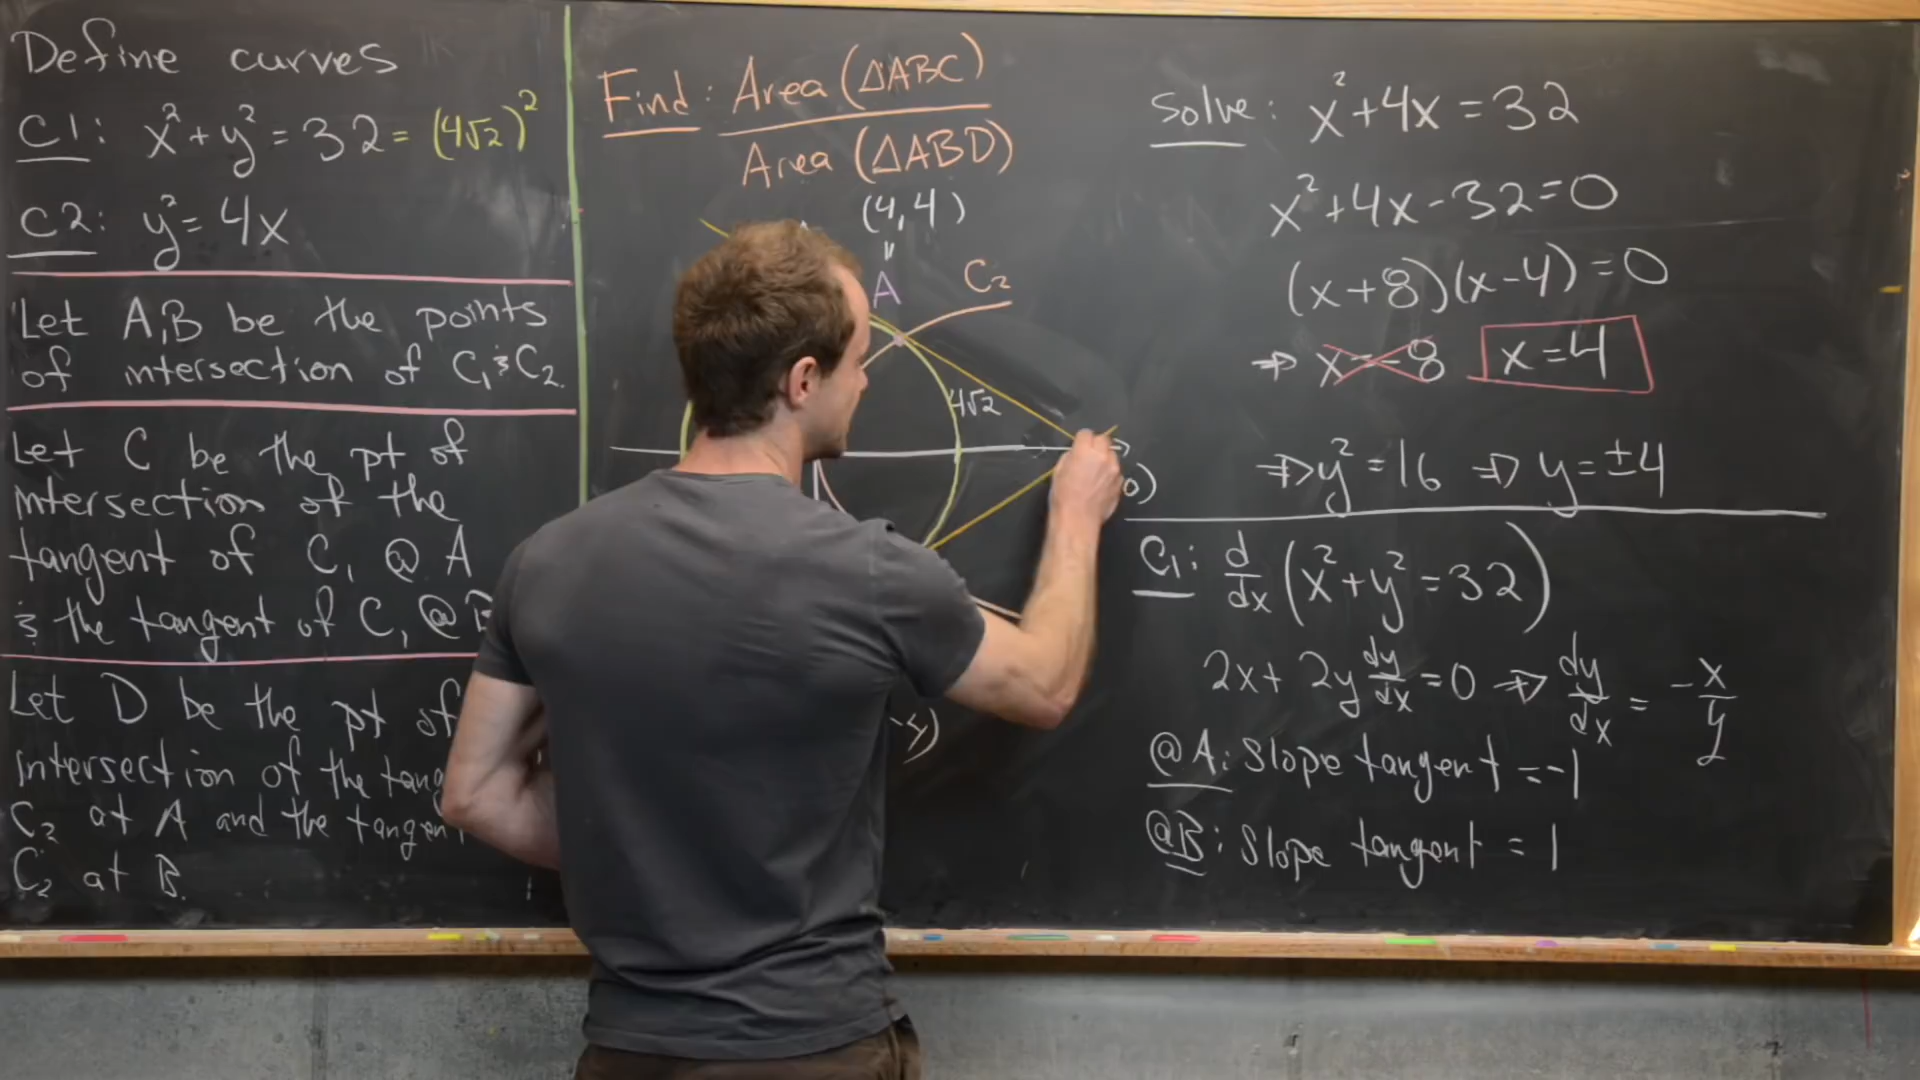 Define curves
C1: x² + y² = 32 = (4√2)²
C2: y² = 4x
Let A,B be the points
of intersection of C₁ & C₂.
Let C be the pt of
intersection of the
tangent of C₁ @ A
& the tangent of C₁ @ B
Let D be the pt of
intersection of the
C₂ at A and the
C₂ at B.
Find: Area (ΔABC)
Area (ΔABD)
(4,4)
"
A
C₂
4√2
0)
-4)
Solve: x² + 4x = 32
x² + 4x - 32 = 0
(x+8)(x-4) = 0
⇒ x = -8 x = 4
⇒ y² = 16 ⇒ y = ±4
C₁: d/dx (x² + y² = 32)
2x + 2y dy/dx = 0 ⇒ dy/dx = -x/y
@A: Slope tangent = -1
@B: Slope tangent = 1